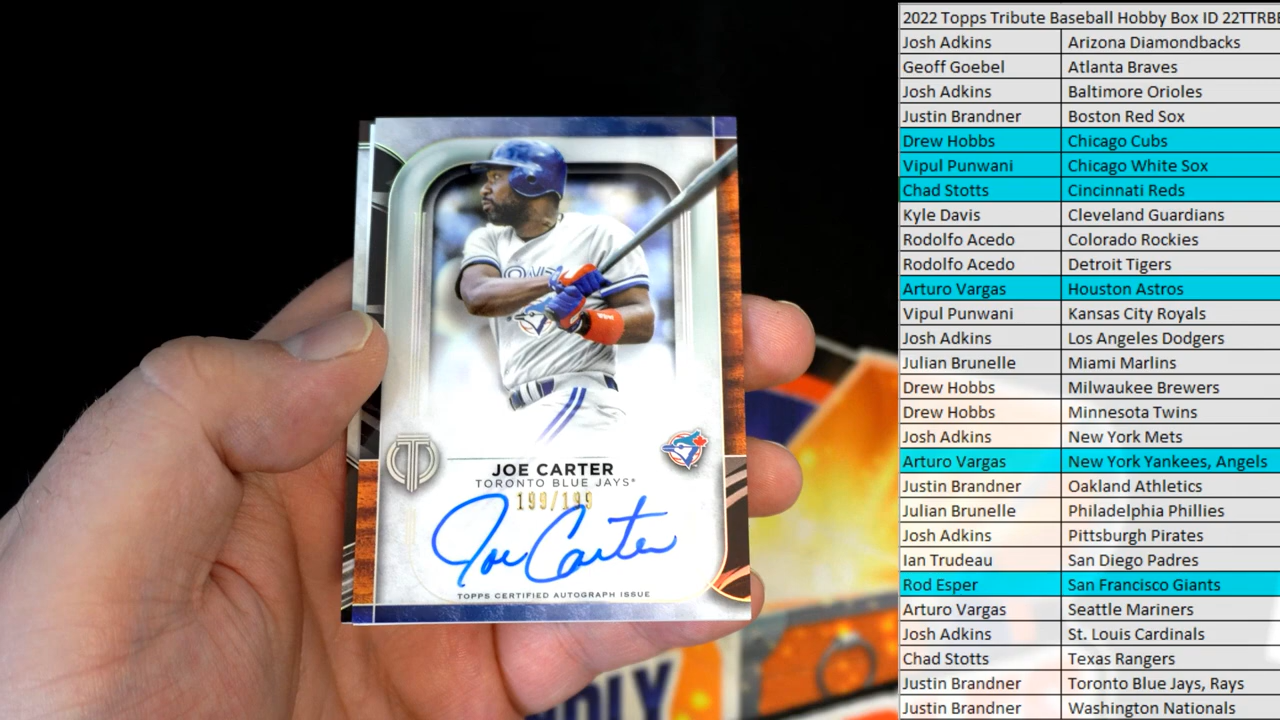 2022 Topps Tribute Baseball Hobby Box ID
Josh Adkins Arizona Diamondbacks
Geoff Goebel Atlanta Braves
Josh Adkins Baltimore Orioles
Justin Brandner Boston Red Sox
Drew Hobbs Chicago Cubs
Vipul Punwani Chicago White Sox
Chad Stotts Cincinnati Reds
Kyle Davis Cleveland Guardians
Rodolfo Acedo Colorado Rockies
Rodolfo Acedo Detroit Tigers
Arturo Vargas Houston Astros
Vipul Punwani Kansas City Royals
Josh Adkins Los Angeles Dodgers
Julian Brunelle Miami Marlins
Drew Hobbs Milwaukee Brewers
Drew Hobbs Minnesota Twins
Josh Adkins New York Mets
Arturo Vargas New York Yankees, Angels
Justin Brandner Oakland Athletics
Julian Brunelle Philadelphia Phillies
Josh Adkins Pittsburgh Pirates
Ian Trudeau San Diego Padres
Rod Esper San Francisco Giants
Arturo Vargas Seattle Mariners
Josh Adkins St. Louis Cardinals
Chad Stotts Texas Rangers
Justin Brandner Toronto Blue Jays, Rays
Justin Brandner Washington Nationals
JOE CARTER
TORONTO BLUE JAYS®
199/199
Joe Carter
TOPPS CERTIFIED AUTOGRAPH ISSUE